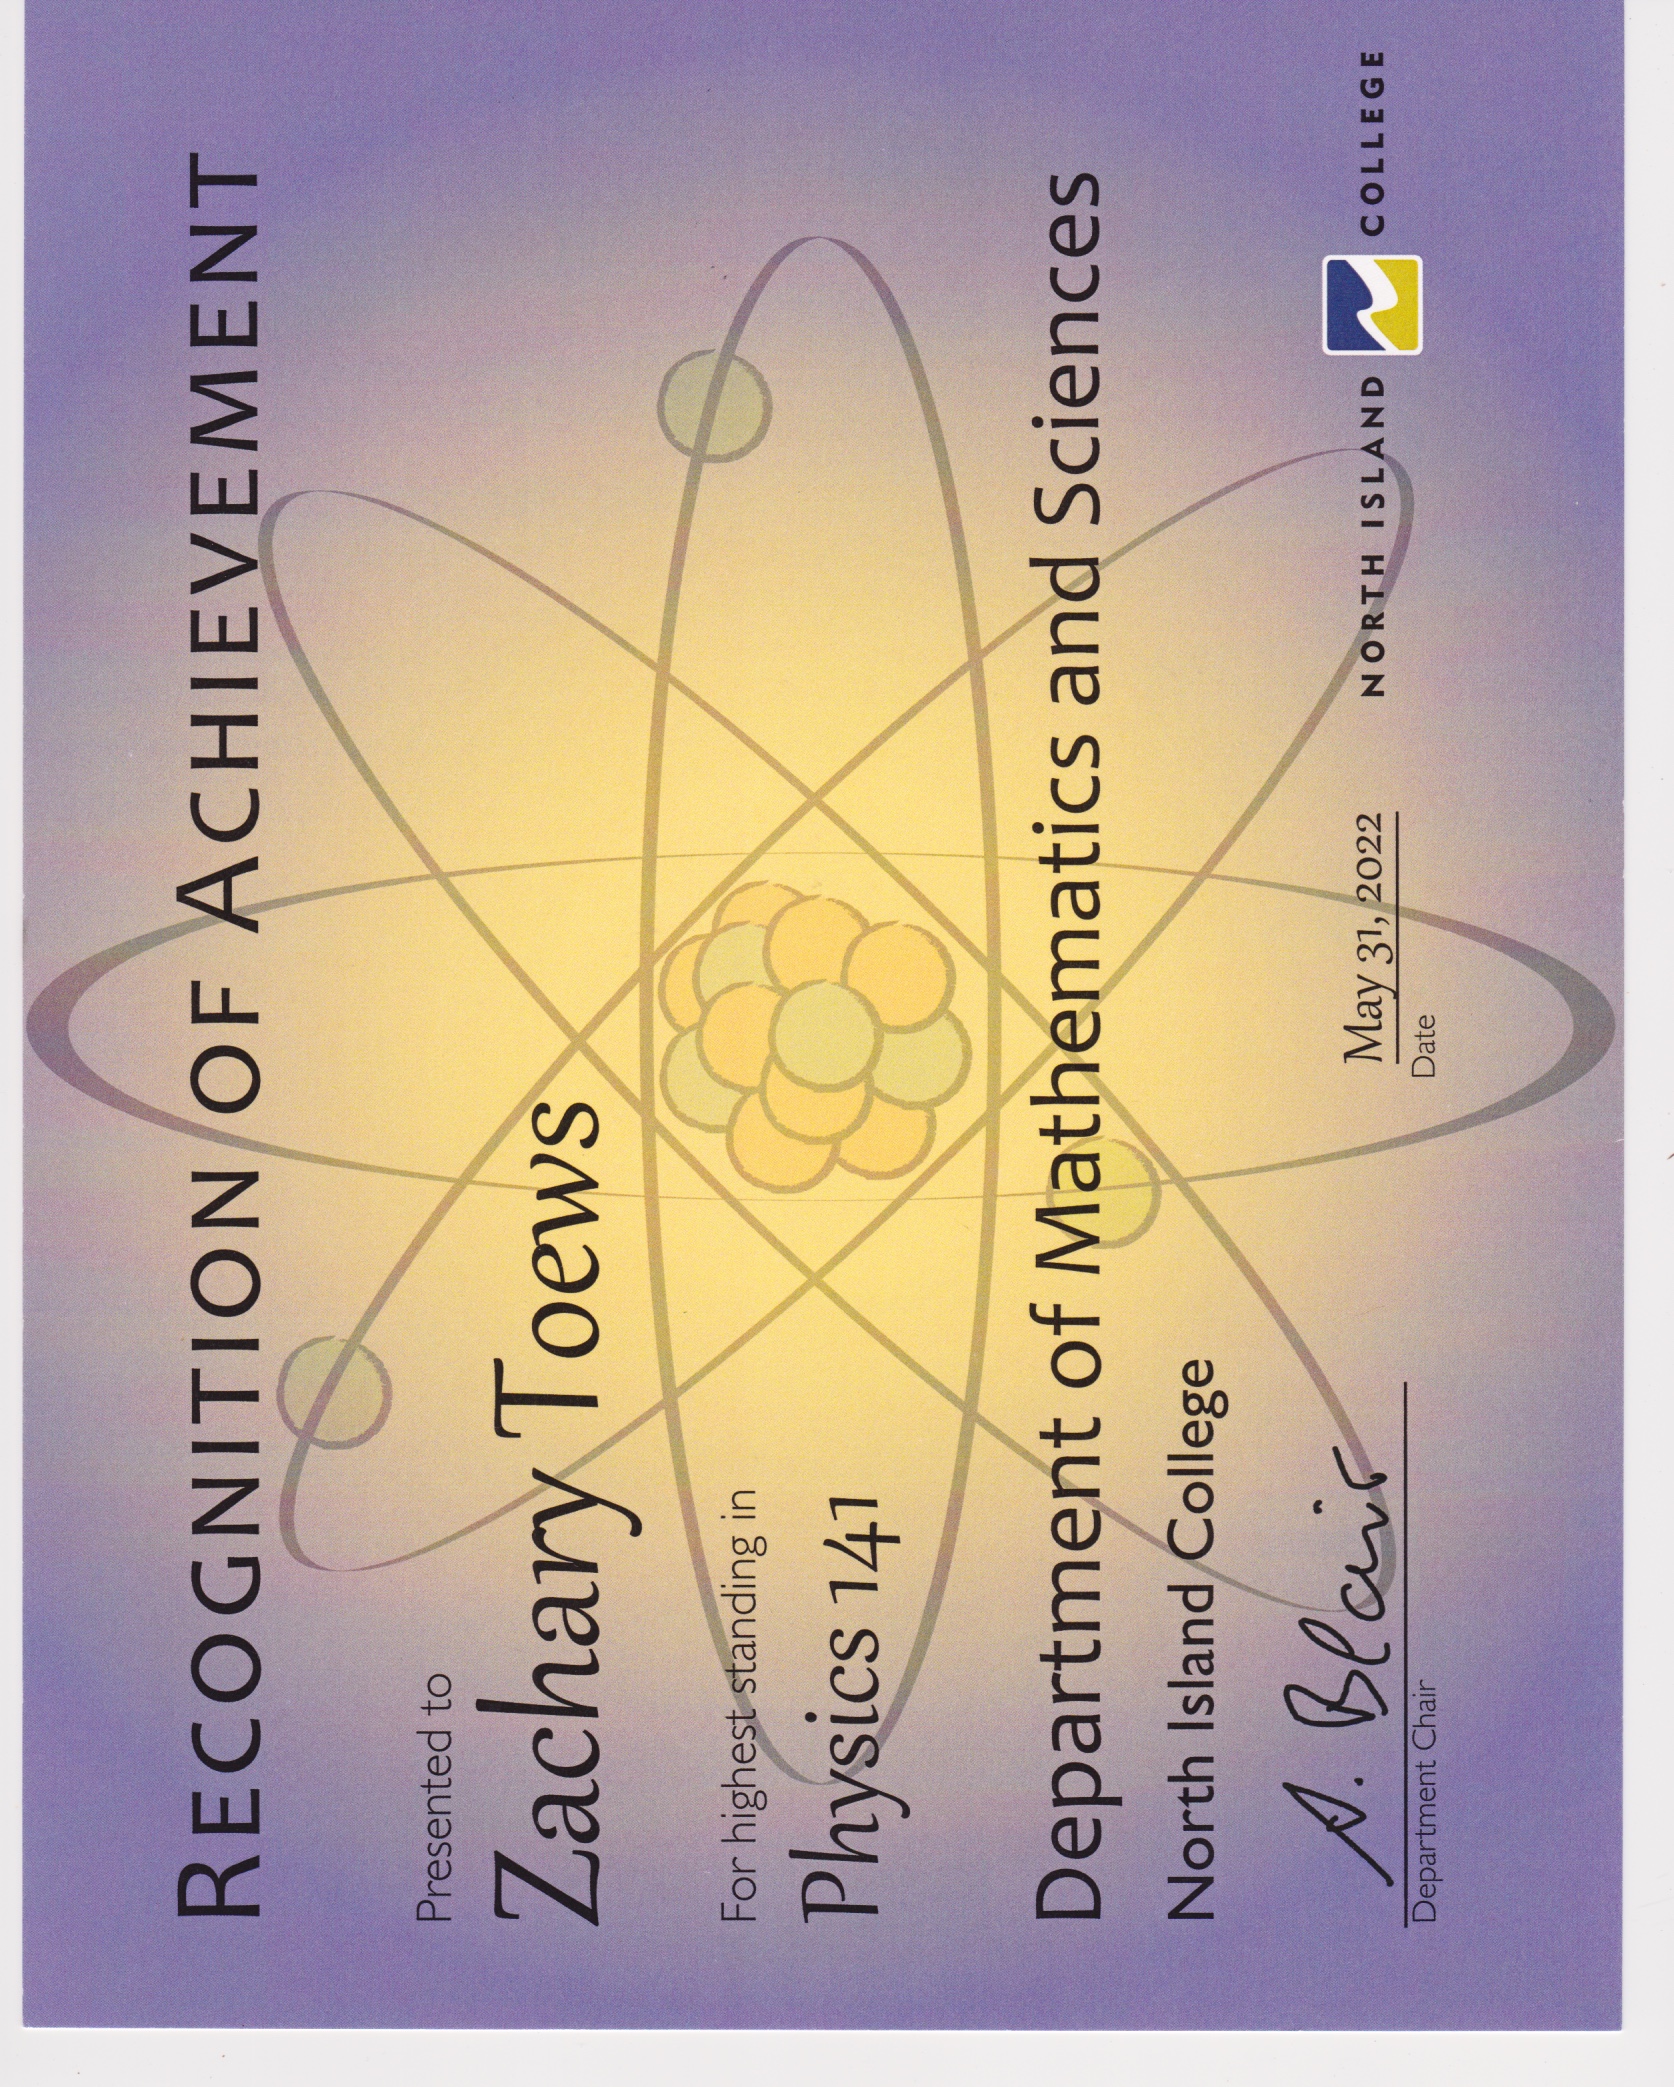 RECOGNITION OF ACHIEVEMENT
Presented to
Zachary Toews
For highest standing in
Physics 141
Department of Mathematics and Sciences
North Island College
A. Blair
Department Chair
May 31, 2022
Date
NORTH ISLAND COLLEGE